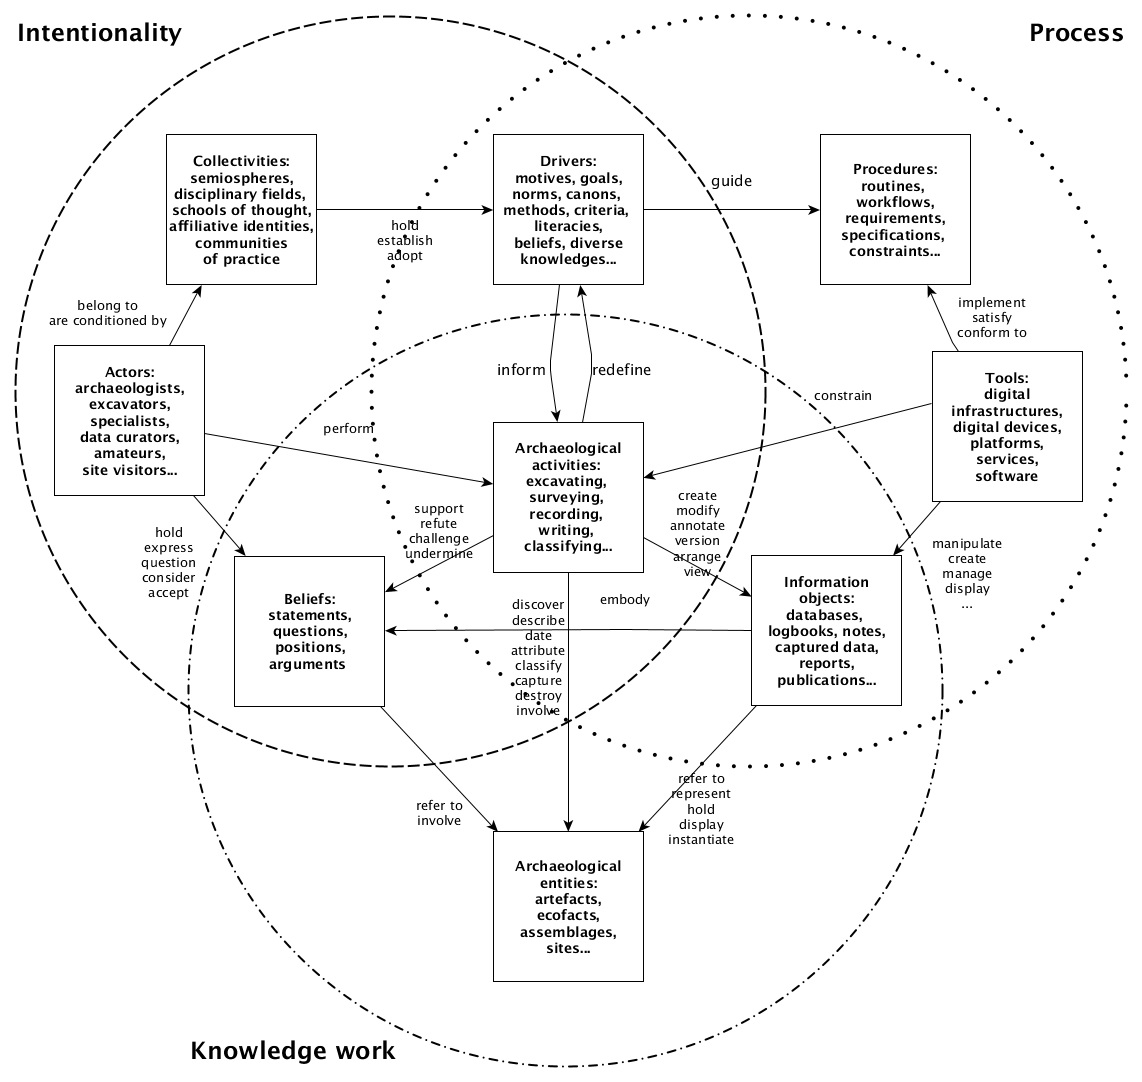 Intentionality
Process
Collectivities:
semiospheres,
disciplinary fields,
schools of thought,
affiliative identities,
communities
of practice
Drivers:
motives, goals,
norms, canons,
methods, criteria,
literacies,
beliefs, diverse
knowledges...
Procedures:
routines,
workflows,
requirements,
specifications,
constraints...
guide
hold
establish
adopt
belong to
are conditioned by
implement
satisfy
conform to
Actors:
archaeologists,
excavators,
specialists,
data curators,
amateurs,
site visitors...
inform
redefine
Tools:
digital
infrastructures,
digital devices,
platforms,
services,
software
constrain
perform
Archaeological
activities:
excavating,
surveying,
recording,
writing,
classifying...
support
refute
challenge
undermine
create
modify
annotate
version
arrange
view
hold
express
question
consider
accept
manipulate
create
manage
display
...
Beliefs:
statements,
questions,
positions,
arguments
discover
describe
date
attribute
classify
capture
destroy
involve
embody
Information
objects:
databases,
logbooks, notes,
captured data,
reports,
publications...
refer to
involve
refer to
represent
hold
display
instantiate
Archaeological
entities:
artefacts,
ecofacts,
assemblages,
sites...
Knowledge work